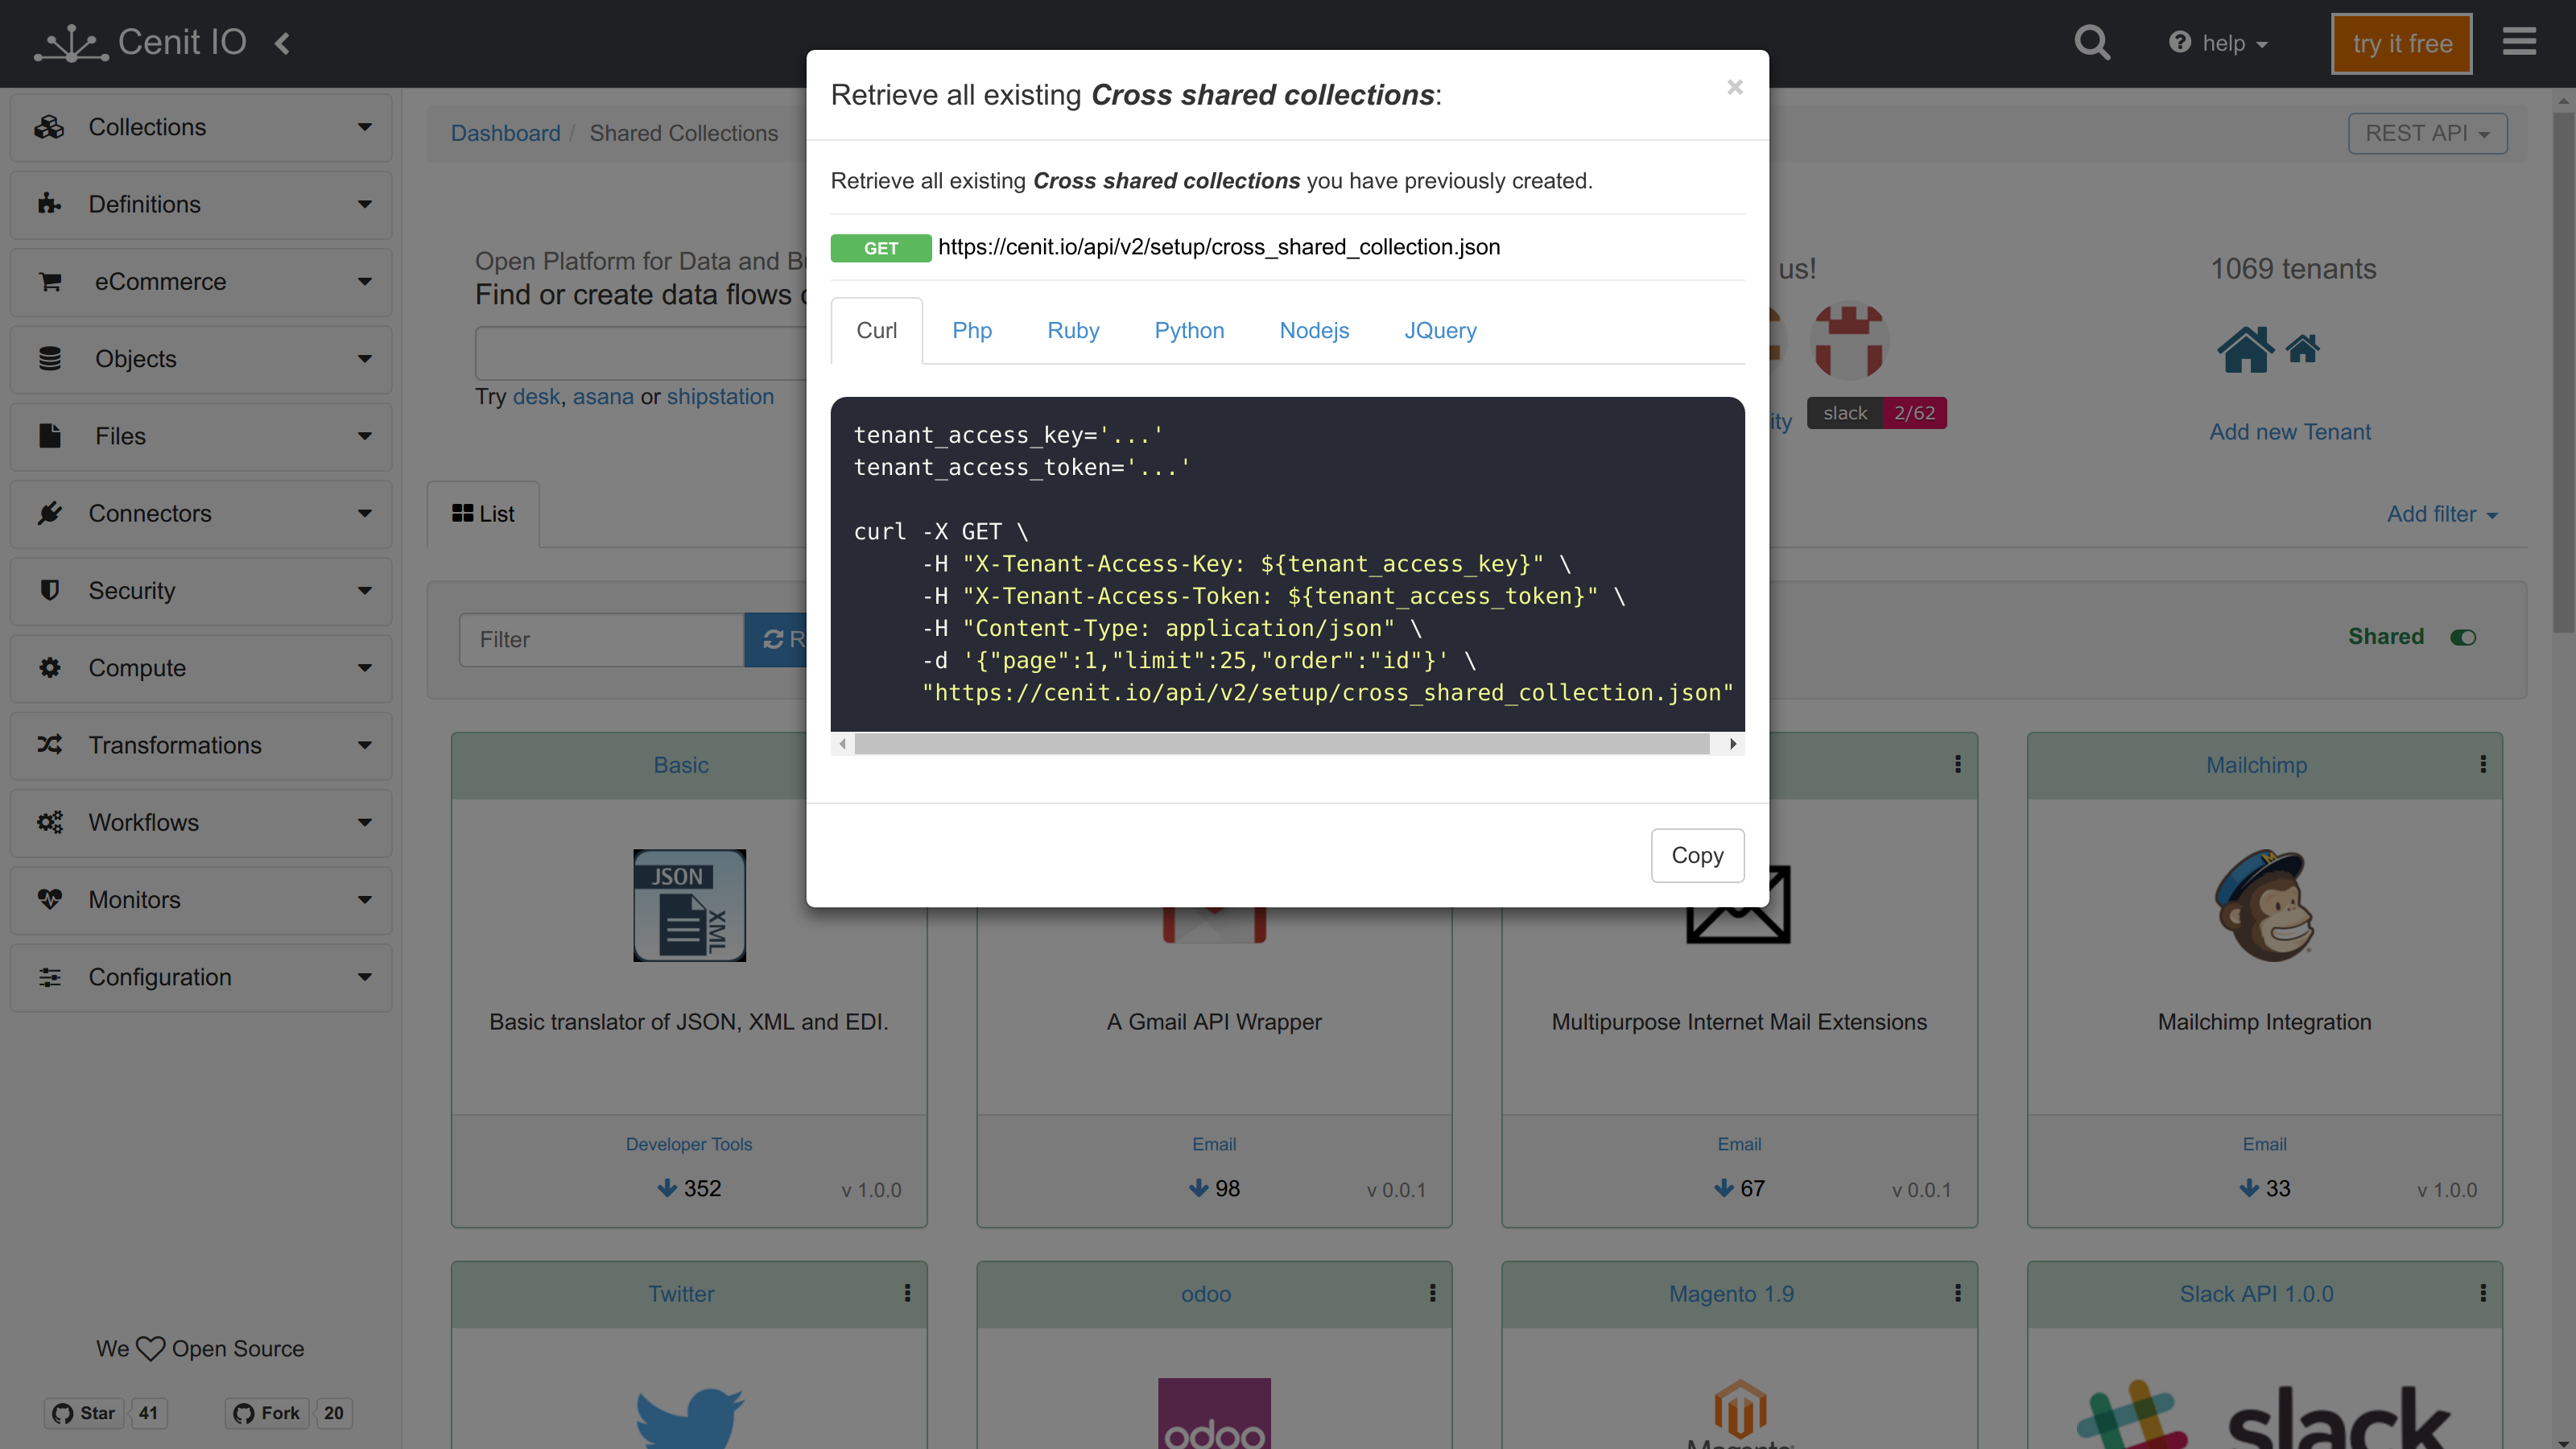 Cenit IO
help
try it free
Collections
Definitions
eCommerce
Objects
Files
Connectors
Security
Compute
Transformations
Workflows
Monitors
Configuration
We Open Source
Star 41
Fork 20
Dashboard / Shared Collections
REST API
Open Platform for Data and
Find or create data flows
Try desk, asana or shipstation
us!
slack 2/62
1069 tenants
Add new Tenant
List
Add filter
Filter
Shared
Retrieve all existing Cross shared collections:
×
Retrieve all existing Cross shared collections you have previously created.
GET https://cenit.io/api/v2/setup/cross_shared_collection.json
Curl Php Ruby Python Nodejs JQuery
tenant_access_key='...'
tenant_access_token='...'
curl -X GET \
-H "X-Tenant-Access-Key: ${tenant_access_key}" \
-H "X-Tenant-Access-Token: ${tenant_access_token}" \
-H "Content-Type: application/json" \
-d '{"page":1,"limit":25,"order":"id"}' \
"https://cenit.io/api/v2/setup/cross_shared_collection.json"
Copy
Basic
JSON
XML
Basic translator of JSON, XML and EDI.
Developer Tools
352 v 1.0.0
A Gmail API Wrapper
Email
98 v 0.0.1
Multipurpose Internet Mail Extensions
Email
67 v 0.0.1
Mailchimp
M
Mailchimp Integration
Email
33 v 1.0.0
Twitter
odoo
odoo
Magento 1.9
Slack API 1.0.0
slack